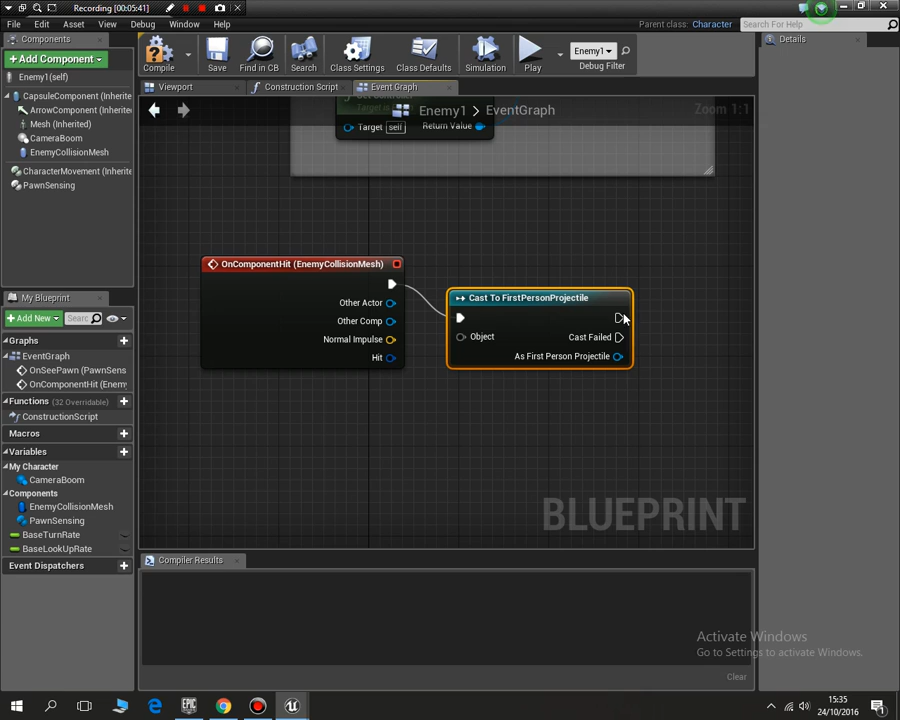 Recording [00:05:41]
File Edit Asset View Debug Window Help
Parent class: Character Search For Help
Components
Details
+ Add Component
Compile Save Find in CB Search Class Settings Class Defaults Simulation Play
Enemy1
Debug Filter
Enemy1(self)
CapsuleComponent (Inherite
ArrowComponent (Inherite
Mesh (Inherited)
CameraBoom
EnemyCollisionMesh
CharacterMovement (Inherite
PawnSensing
Viewport Construction Script Event Graph
Enemy1 > EventGraph
Zoom 1:1
Target self Return Value
OnComponentHit (EnemyCollisionMesh)
Other Actor
Other Comp
Normal Impulse
Hit
Cast To FirstPersonProjectile
Object Cast Failed
As First Person Projectile
BLUEPRINT
My Blueprint
+ Add New Searc
Graphs
EventGraph
OnSeePawn (PawnSens
OnComponentHit (Enemy
Functions (32 Overridable)
ConstructionScript
Macros
Variables
My Character
CameraBoom
Components
EnemyCollisionMesh
PawnSensing
BaseTurnRate
BaseLookUpRate
Event Dispatchers
Compiler Results
Activate Windows
Go to Settings to activate Windows.
Clear
EPIC
15:35
24/10/2016
1